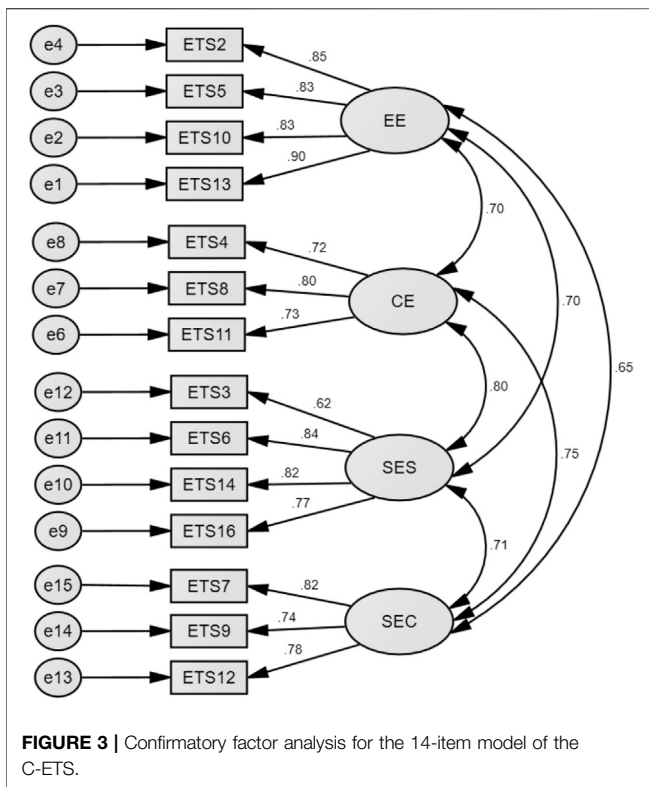 e4 ETS2 .85
e3 ETS5 .83
EE
e2 ETS10 .83
e1 ETS13 .90
.70
e8 ETS4 .72
e7 ETS8 .80
CE
.70
e6 ETS11 .73
.65
e12 ETS3 .62
.80
e11 ETS6 .84
.75
SES
e10 ETS14 .82
e9 ETS16 .77
.71
e15 ETS7 .82
e14 ETS9 .74
SEC
e13 ETS12 .78
FIGURE 3 | Confirmatory factor analysis for the 14-item model of the
C-ETS.